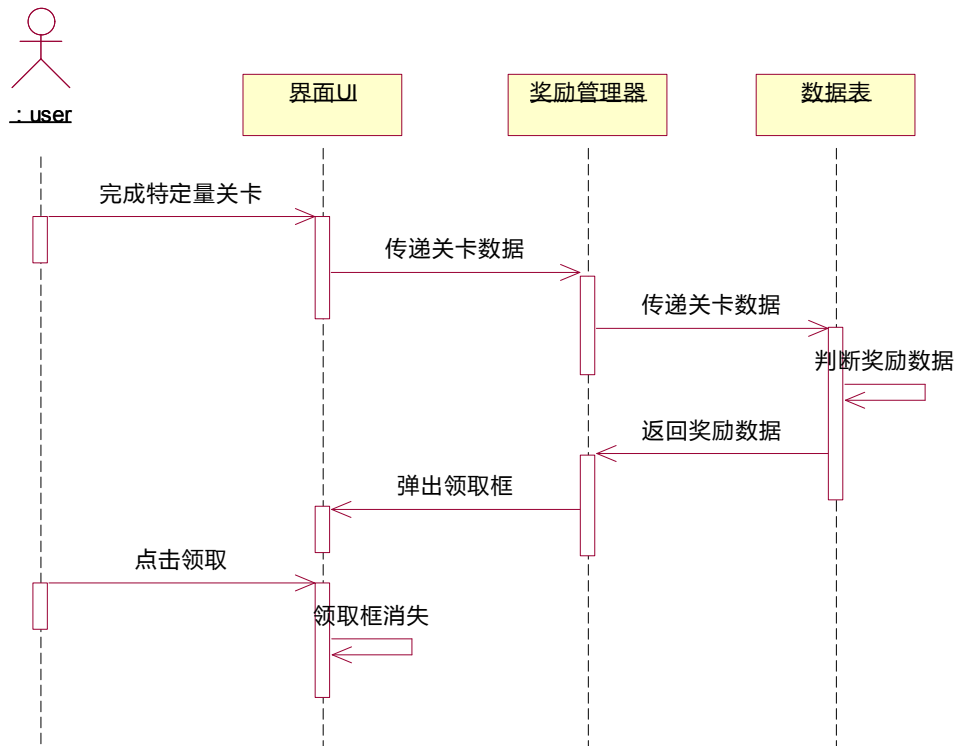 : user
界面UI
奖励管理器
数据表
完成特定量关卡
传递关卡数据
传递关卡数据
判断奖励数据
返回奖励数据
弹出领取框
点击领取
领取框消失